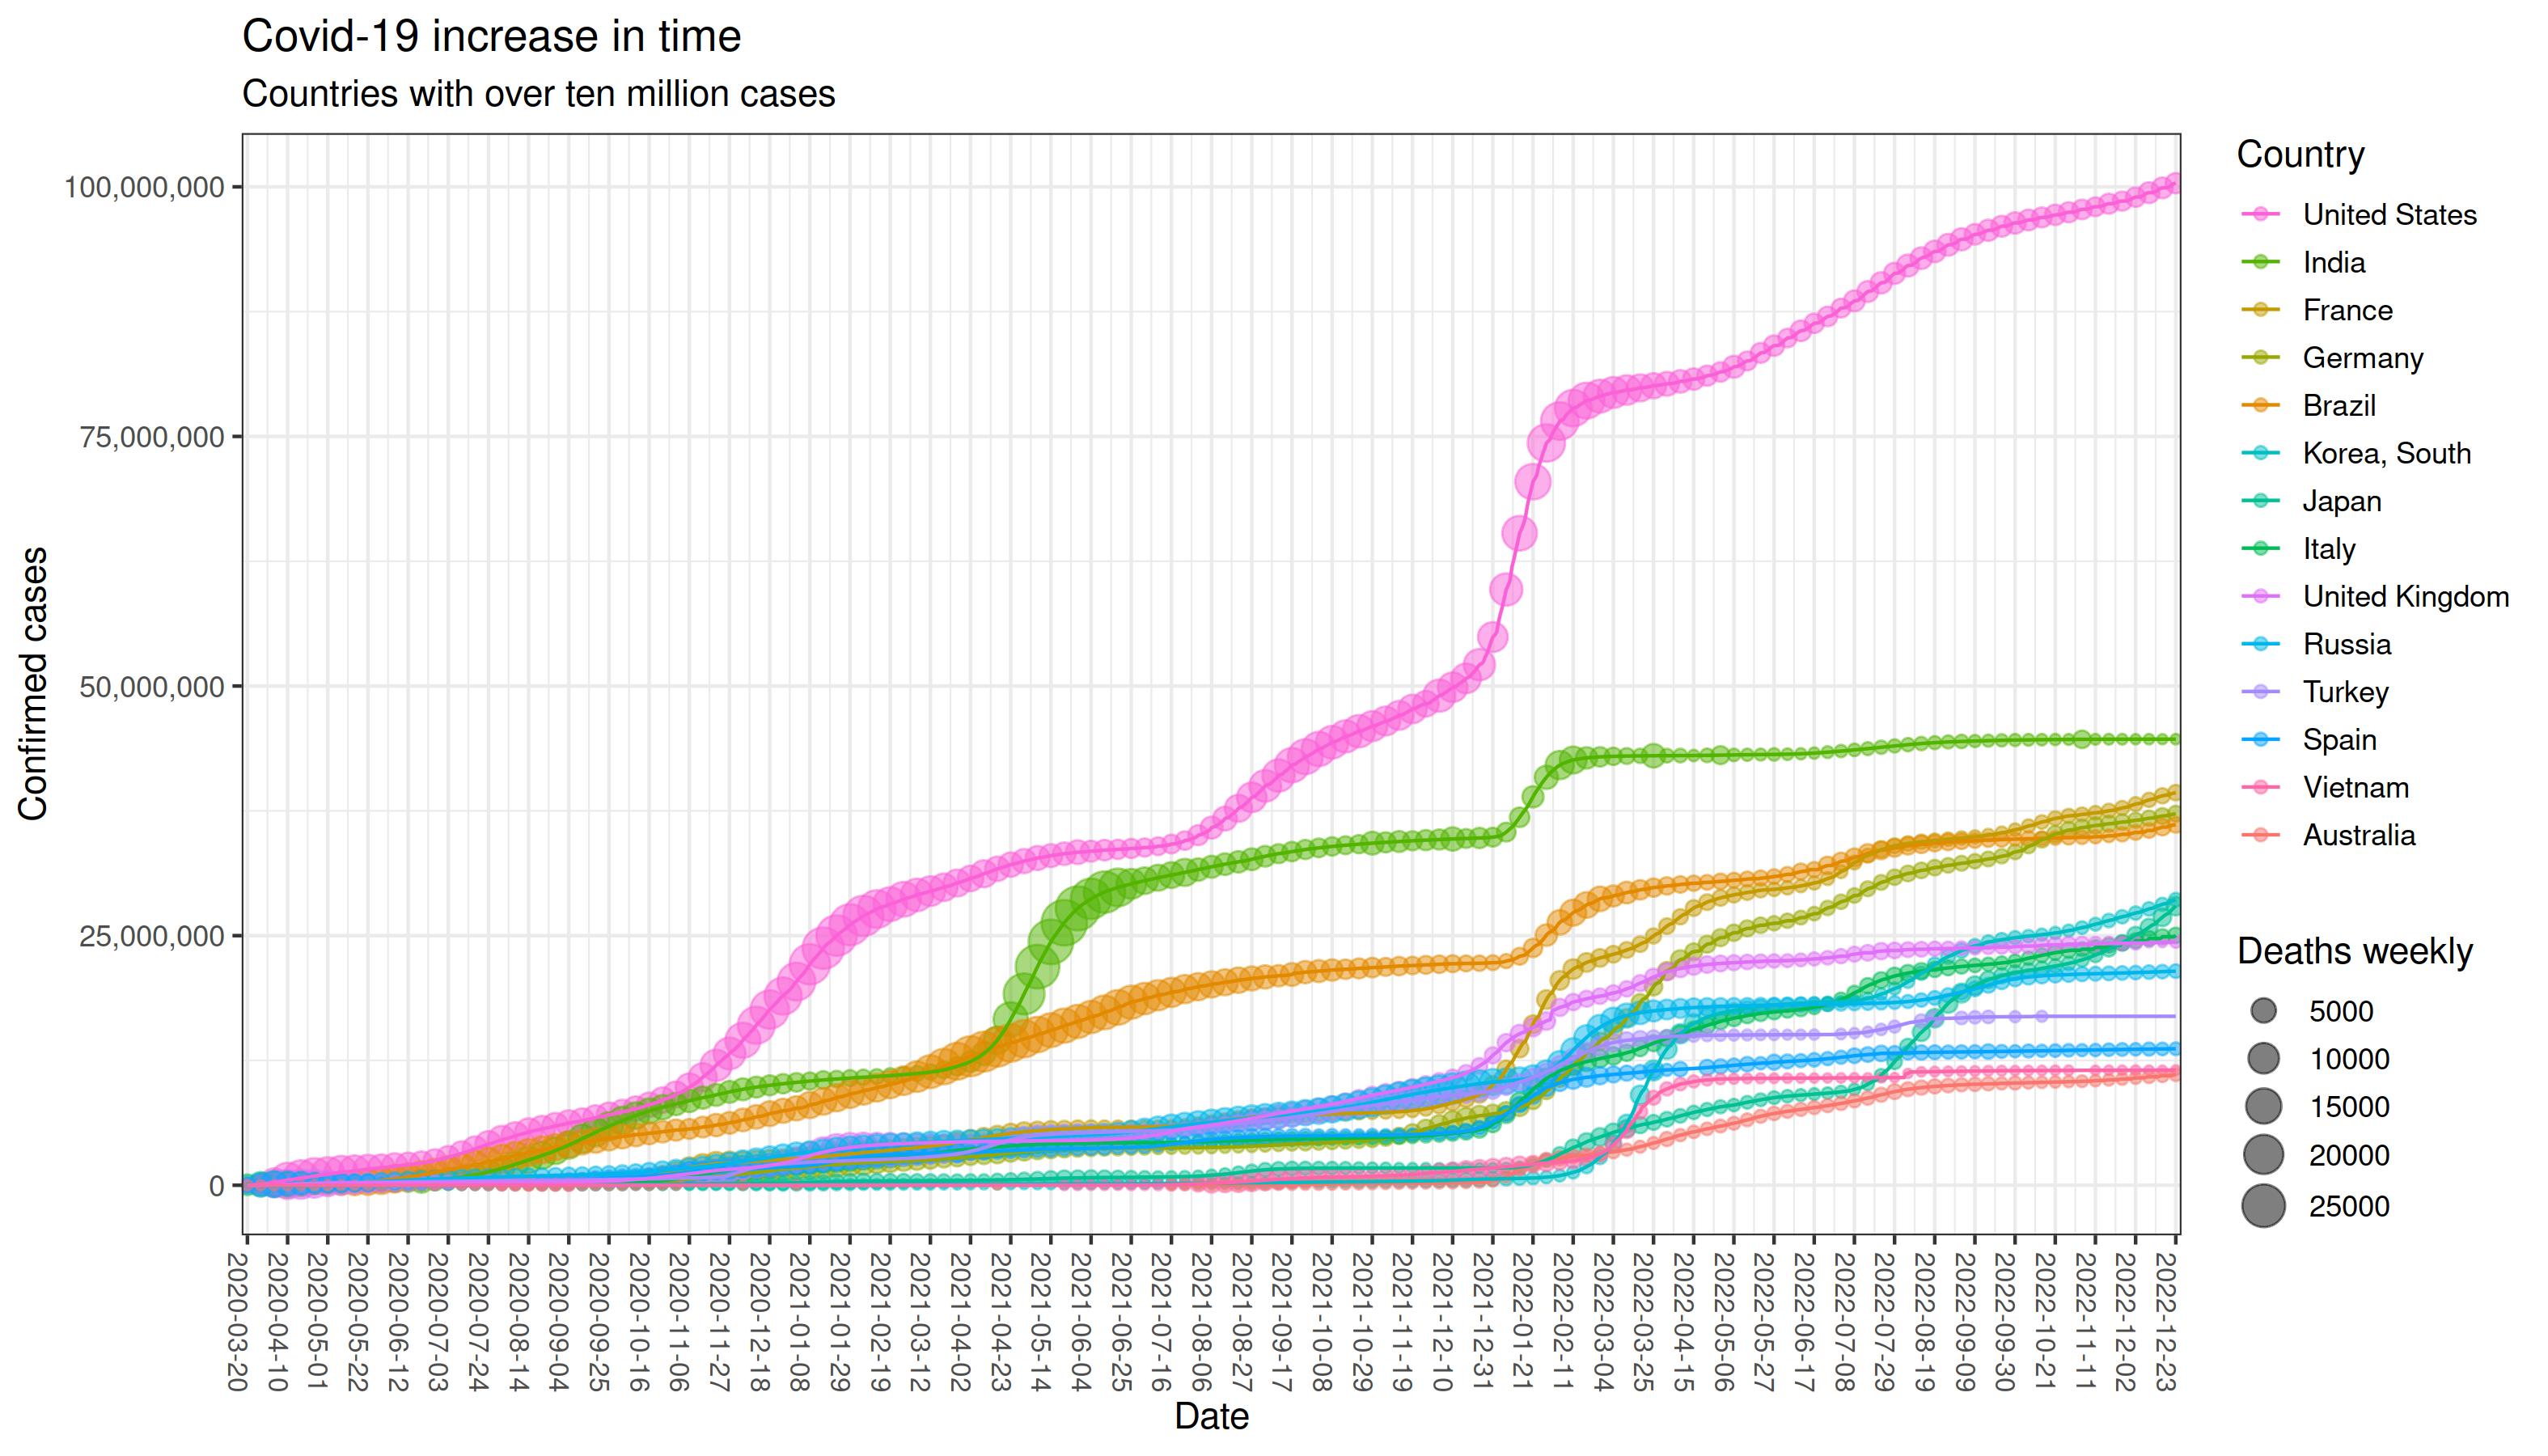 Covid-19 increase in time
Countries with over ten million cases
Confirmed cases
100,000,000
75,000,000
50,000,000
25,000,000
0
2020-03-20
2020-04-10
2020-05-01
2020-05-22
2020-06-12
2020-07-03
2020-07-24
2020-08-14
2020-09-04
2020-09-25
2020-10-16
2020-11-06
2020-11-27
2020-12-18
2021-01-08
2021-01-29
2021-02-19
2021-03-12
2021-04-02
2021-04-23
2021-05-14
2021-06-04
2021-06-25
2021-07-16
2021-08-06
2021-08-27
2021-09-17
2021-10-08
2021-10-29
2021-11-19
2021-12-10
2021-12-31
2022-01-21
2022-02-11
2022-03-04
2022-03-25
2022-04-15
2022-05-06
2022-05-27
2022-06-17
2022-07-08
2022-07-29
2022-08-19
2022-09-09
2022-09-30
2022-10-21
2022-11-11
2022-12-02
2022-12-23
Date
Country
United States
India
France
Germany
Brazil
Korea, South
Japan
Italy
United Kingdom
Russia
Turkey
Spain
Vietnam
Australia
Deaths weekly
5000
10000
15000
20000
25000